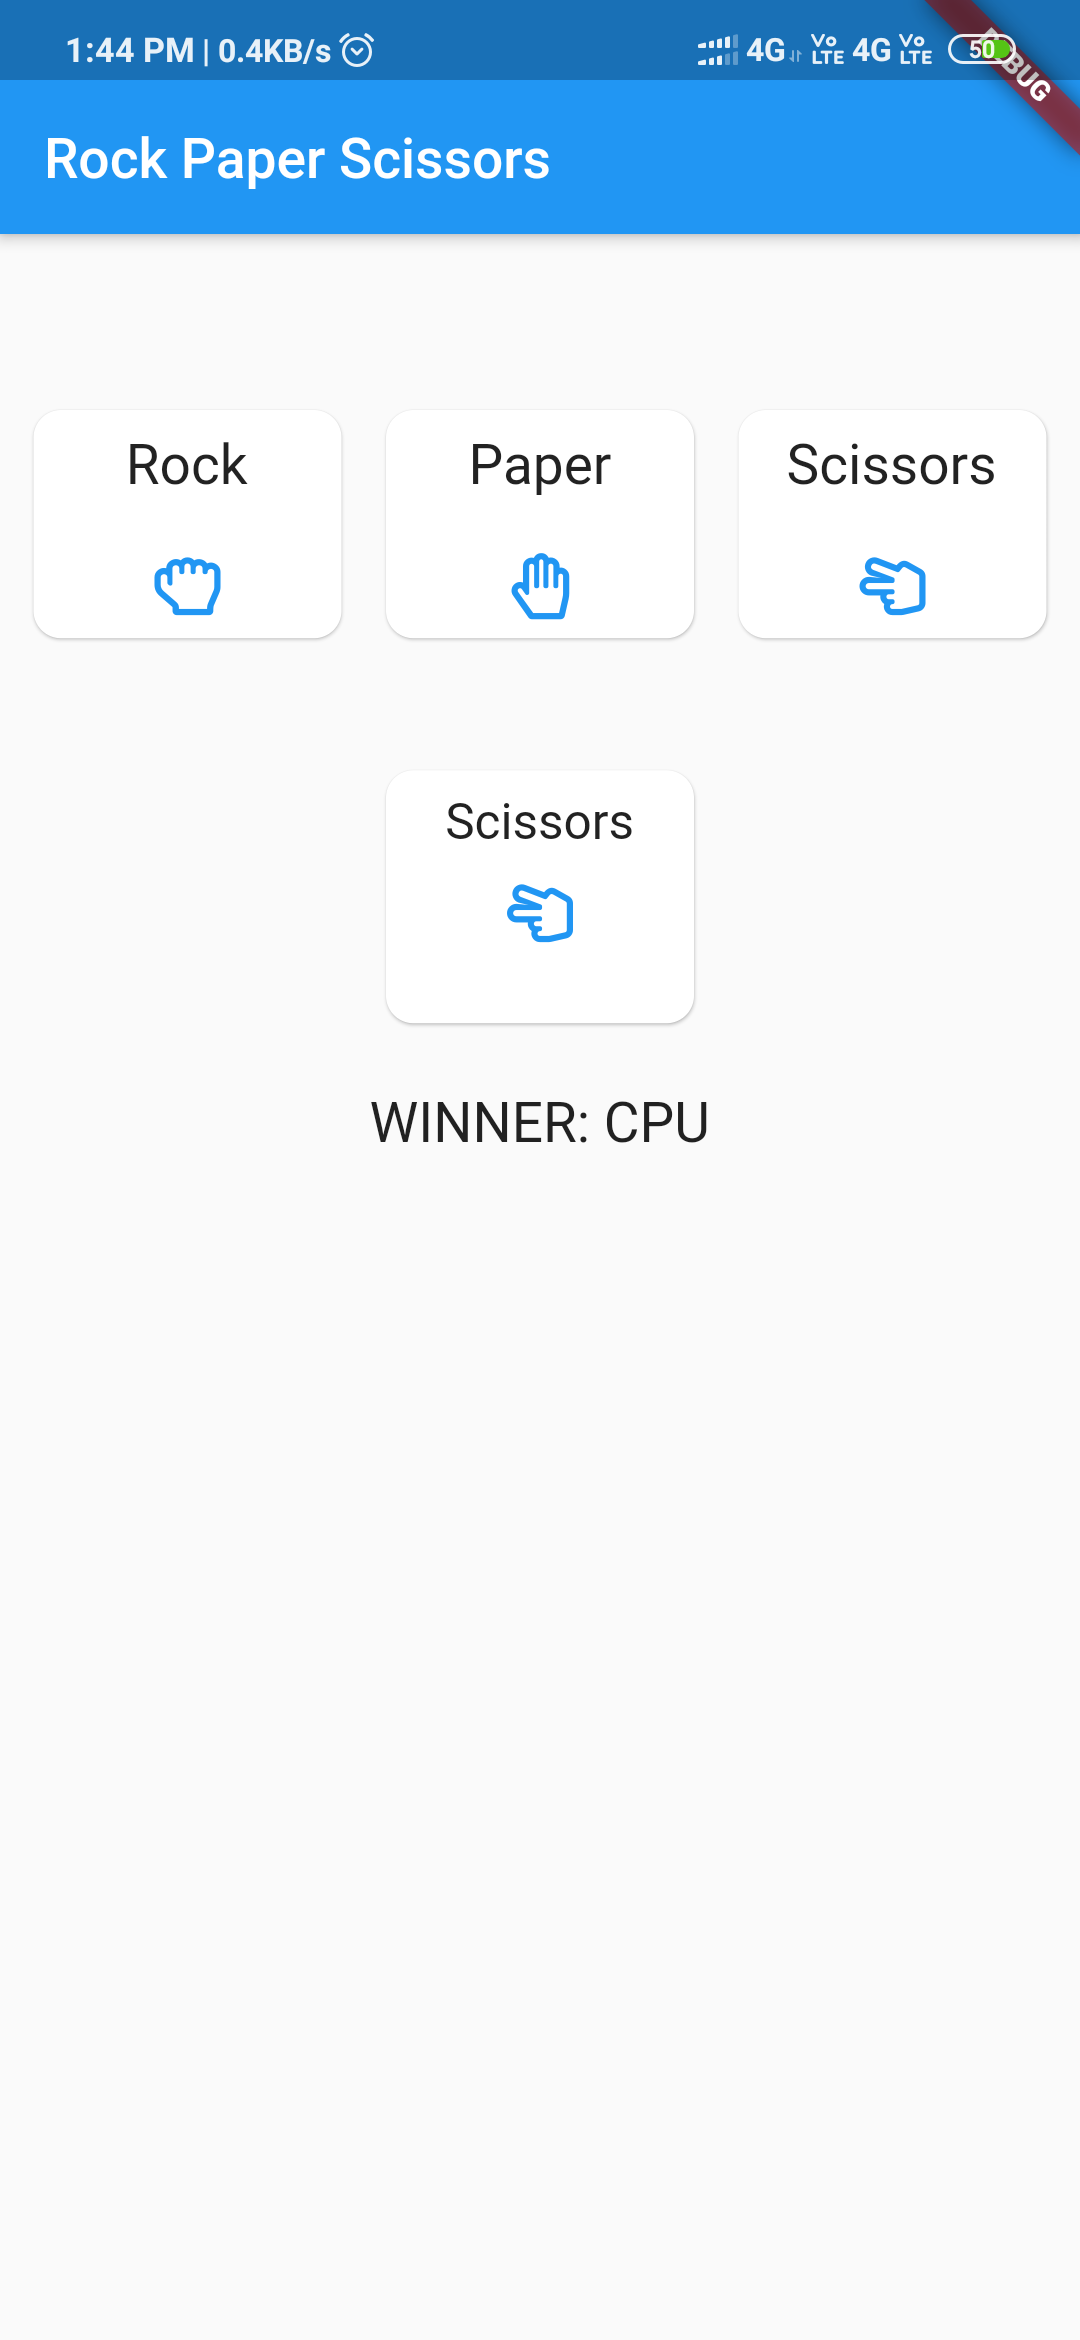 1:44 PM | 0.4KB/s 4G VO LTE 4G VO LTE 50
DEBUG
Rock Paper Scissors
Rock Paper Scissors
Scissors
WINNER: CPU